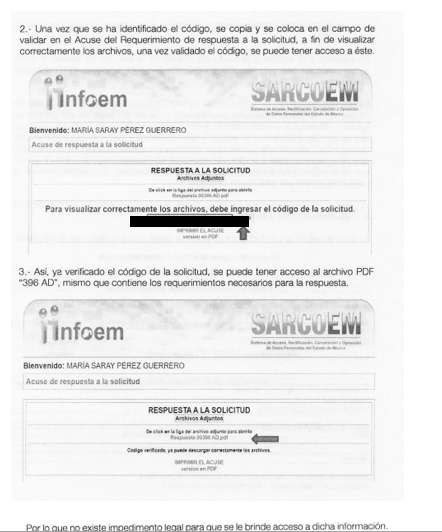 2.- Una vez que se ha identificado el código, se copia y se coloca en el campo de
validar en el Acuse del Requerimiento de respuesta a la solicitud, a fin de visualizar
correctamente los archivos, una vez validado el código, se puede tener acceso a éste.
infoem
SARCOEM
Sistema de Acceso, Rectificación, Cancelación y Oposición
de Datos Personales del Estado de México
Bienvenido: MARÍA SARAY PÉREZ GUERRERO
Acuse de respuesta a la solicitud
RESPUESTA A LA SOLICITUD
Archivos Adjuntos
De click en la liga del archivo adjunto para abrirlo
Respuesta 00396 AD.pdf
Para visualizar correctamente los archivos, debe ingresar el código de la solicitud.
IMPRIMIR EL ACUSE
version en PDF
3.- Así, ya verificado el código de la solicitud, se puede tener acceso al archivo PDF
“396 AD”, mismo que contiene los requerimientos necesarios para la respuesta.
infoem
SARCOEM
Sistema de Acceso, Rectificación, Cancelación y Oposición
de Datos Personales del Estado de México
Bienvenido: MARÍA SARAY PÉREZ GUERRERO
Acuse de respuesta a la solicitud
RESPUESTA A LA SOLICITUD
Archivos Adjuntos
De click en la liga del archivo adjunto para abrirlo
Respuesta 00396 AD.pdf
Código verificado, ya puede descargar correctamente los archivos.
IMPRIMIR EL ACUSE
version en PDF
Por lo que no existe impedimento legal para que se le brinde acceso a dicha información.